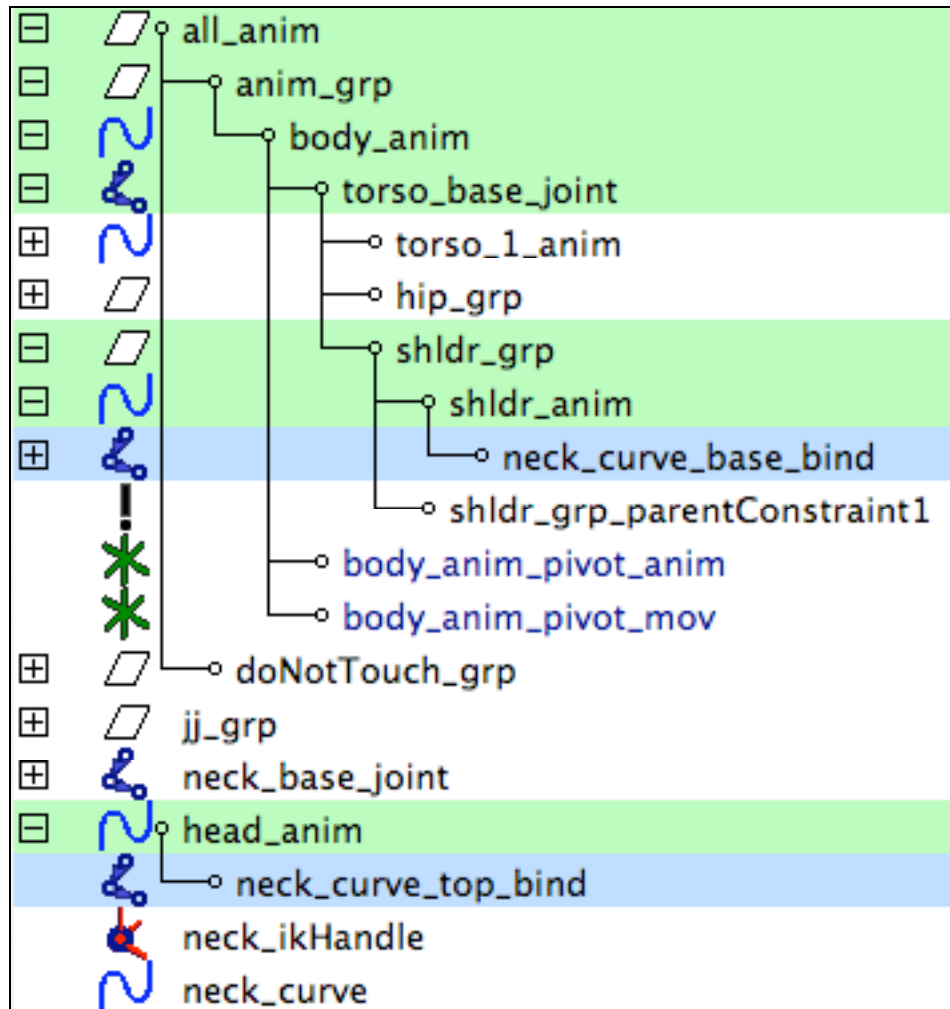 all_anim
anim_grp
body_anim
torso_base_joint
torso_1_anim
hip_grp
shldr_grp
shldr_anim
neck_curve_base_bind
shldr_grp_parentConstraint1
body_anim_pivot_anim
body_anim_pivot_mov
doNotTouch_grp
jj_grp
neck_base_joint
head_anim
neck_curve_top_bind
neck_ikHandle
neck_curve